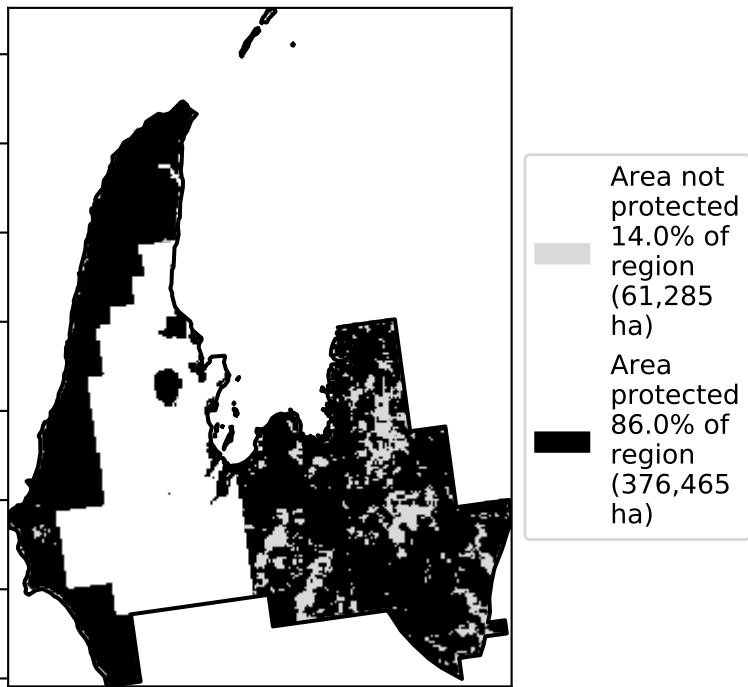 Area not
protected
14.0% of
region
(61,285
ha)
Area
protected
86.0% of
region
(376,465
ha)